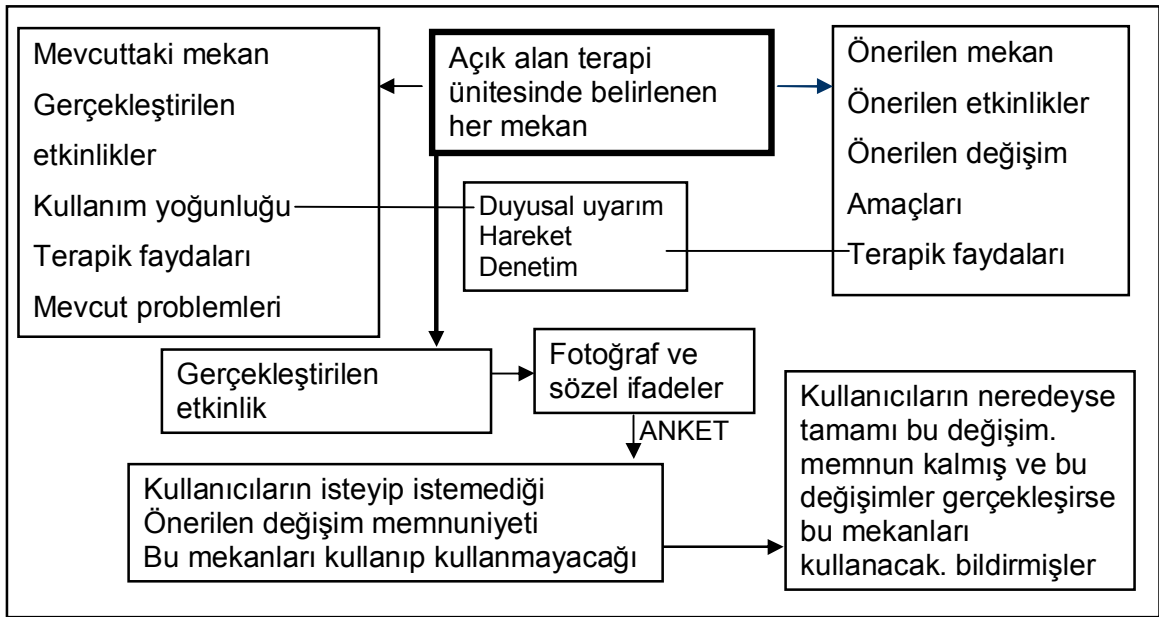 Mevcuttaki mekan
Gerçekleştirilen
etkinlikler
Kullanım yoğunluğu
Terapik faydaları
Mevcut problemleri
Açık alan terapi
ünitesinde belirlenen
her mekan
Önerilen mekan
Önerilen etkinlikler
Önerilen değişim
Amaçları
Terapik faydaları
Duyusal uyarım
Hareket
Denetim
Gerçekleştirilen
etkinlik
Fotoğraf ve
sözel ifadeler
ANKET
Kullanıcıların isteyip istemediği
Önerilen değişim memnuniyeti
Bu mekanları kullanıp kullanmayacağı
Kullanıcıların neredeyse
tamamı bu değişim.
memnun kalmış ve bu
değişimler gerçekleşirse
bu mekanları
kullanacak. bildirmişler